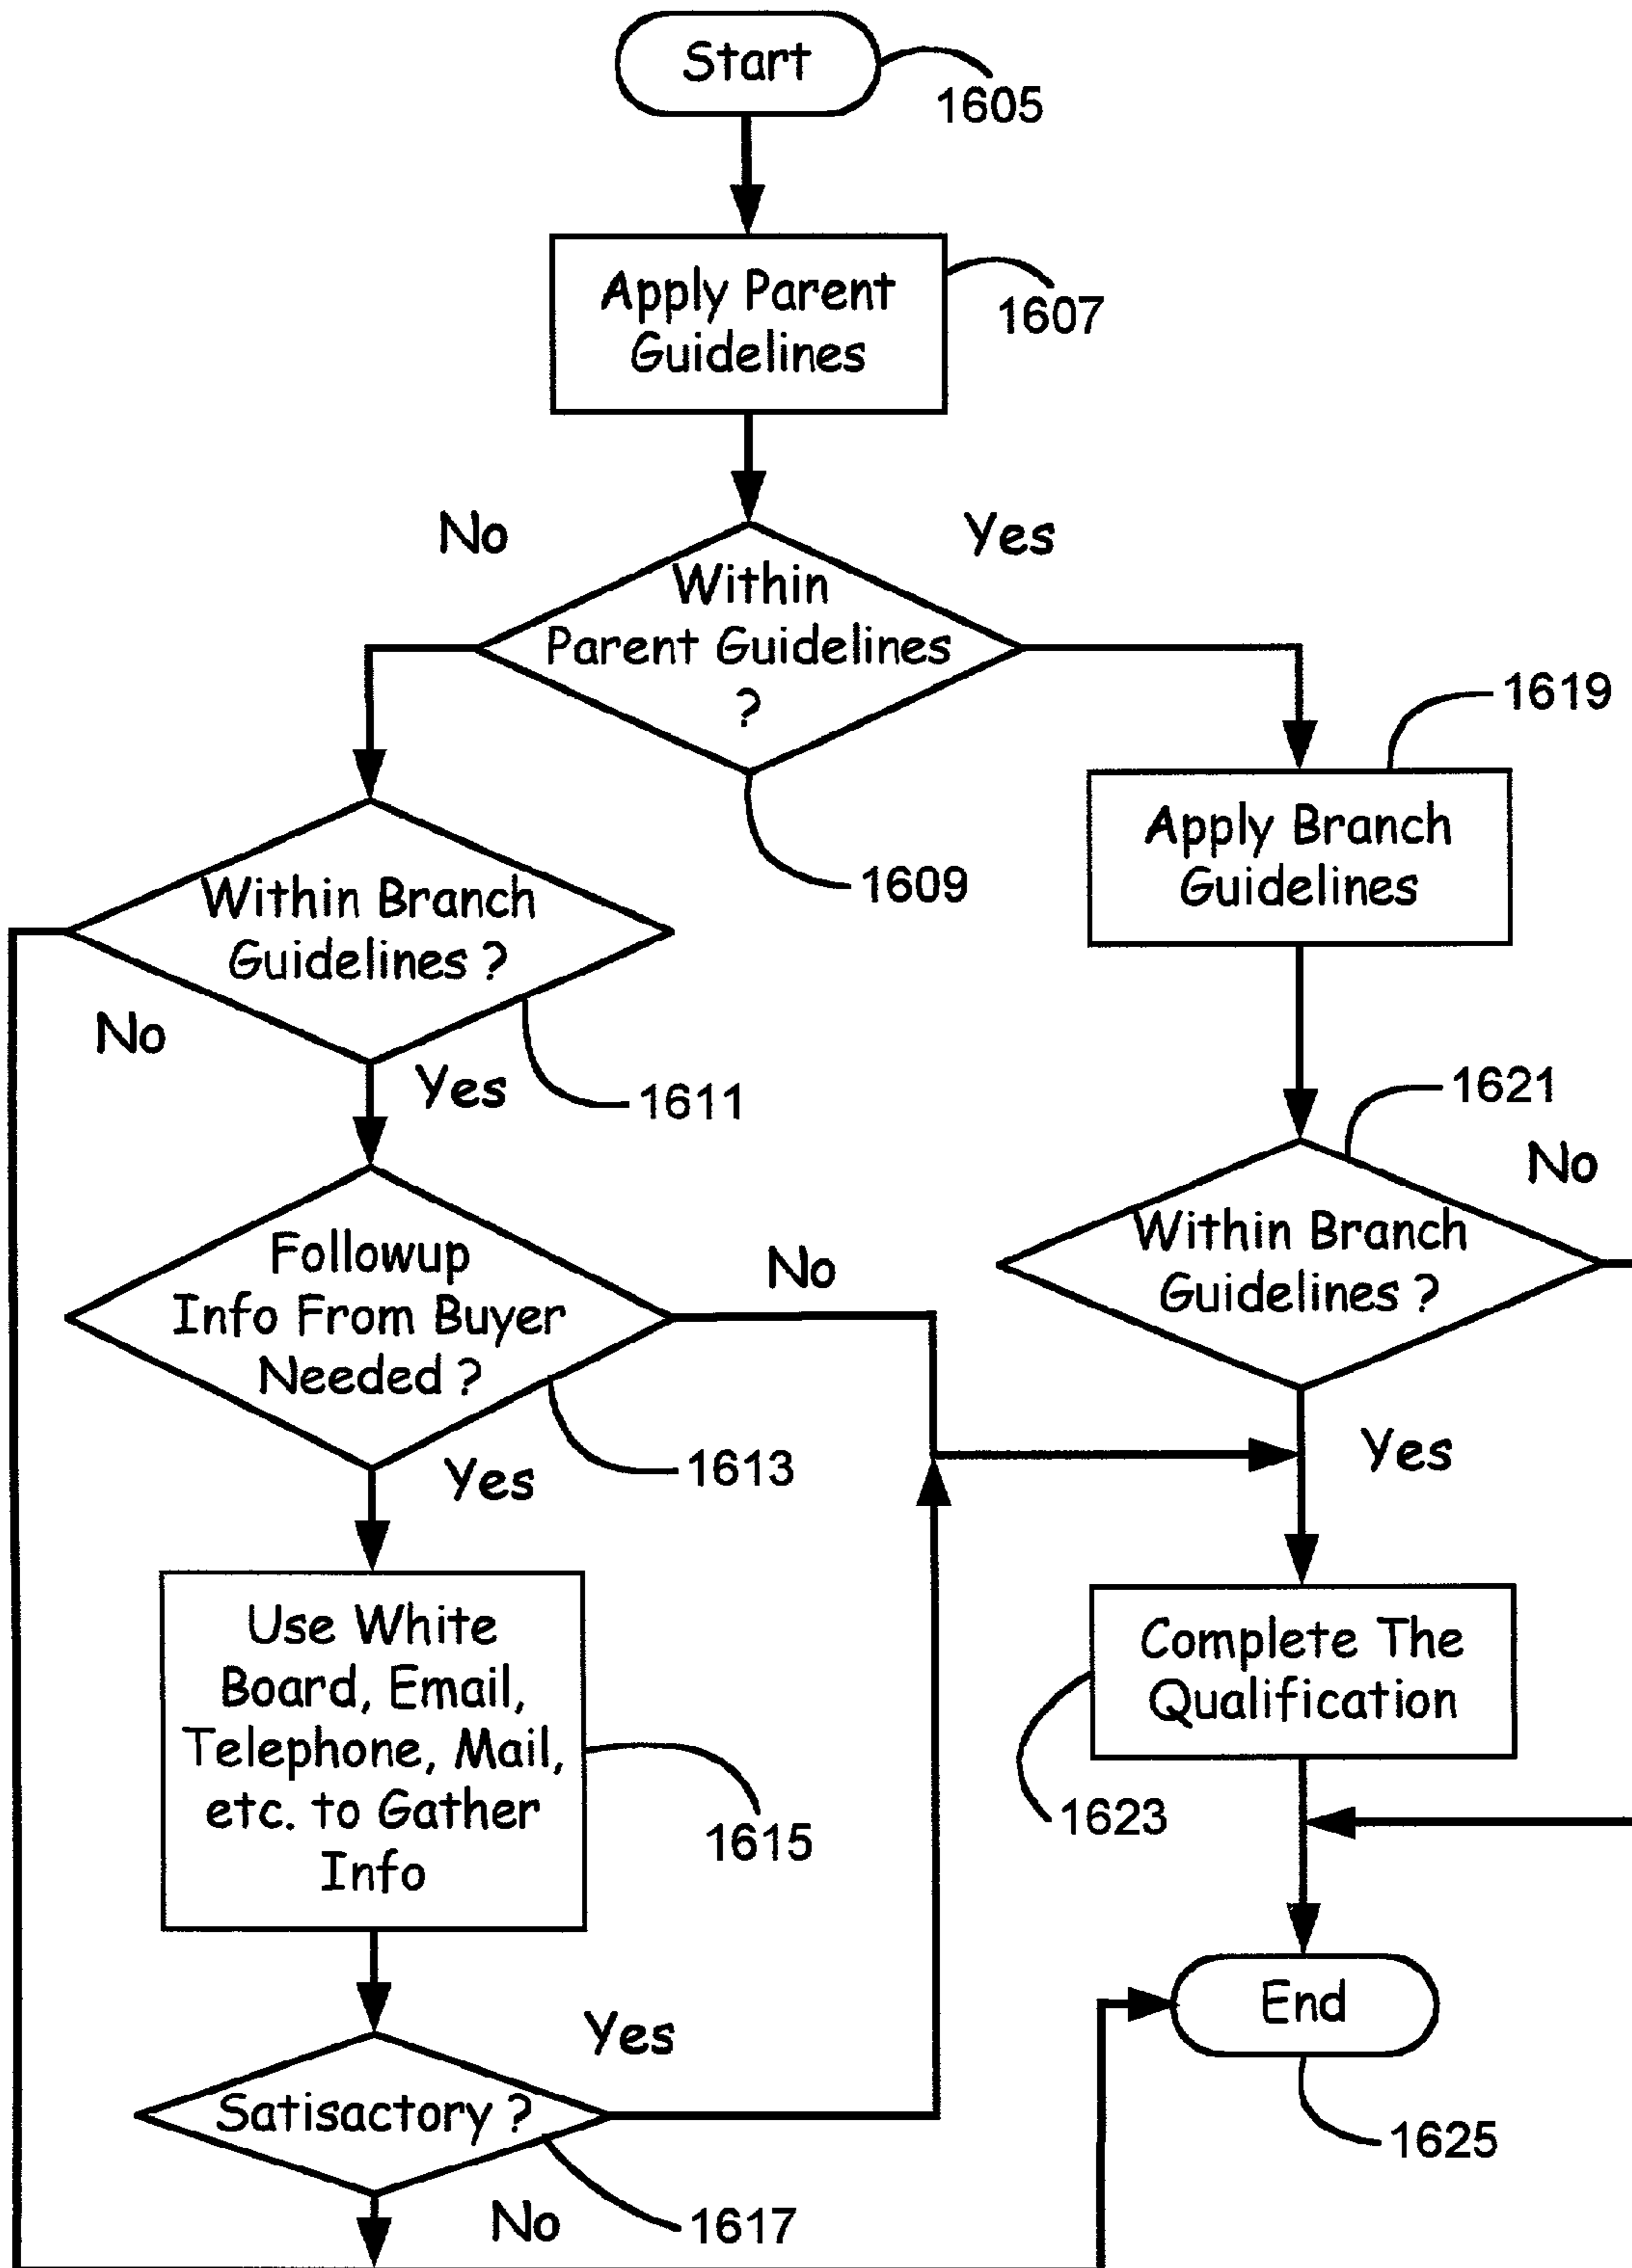 Start
1605
Apply Parent
Guidelines
1607
No
Yes
Within
Parent Guidelines
?
1609
1619
Apply Branch
Guidelines
Within Branch
Guidelines ?
No
Yes
1611
1621
No
Within Branch
Guidelines ?
Yes
Followup
Info From Buyer
Needed ?
No
Yes
1613
Use White
Board, Email,
Telephone, Mail,
etc. to Gather
Info
1615
Complete The
Qualification
1623
Satisactory ?
Yes
No
1617
End
1625